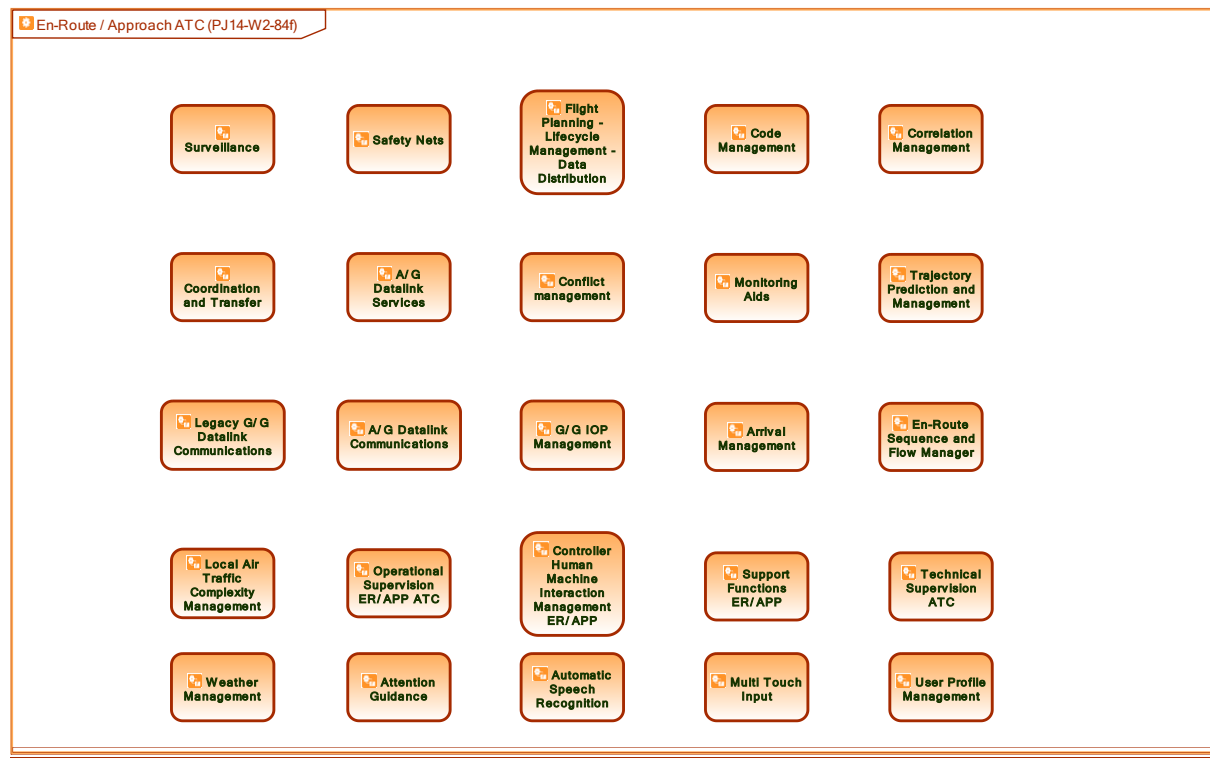 En-Route / Approach ATC (PJ14-W2-84f)
Surveillance
Safety Nets
Flight
Planning -
Lifecycle
Management -
Data
Distribution
Code
Management
Correlation
Management
Coordination
and Transfer
A/G
Datalink
Services
Conflict
management
Monitoring
Aids
Trajectory
Prediction and
Management
Legacy G/G
Datalink
Communications
A/G Datalink
Communications
G/G IOP
Management
Arrival
Management
En-Route
Sequence and
Flow Manager
Local Air
Traffic
Complexity
Management
Operational
Supervision
ER/APP ATC
Controller
Human
Machine
Interaction
Management
ER/APP
Support
Functions
ER/APP
Technical
Supervision
ATC
Weather
Management
Attention
Guidance
Automatic
Speech
Recognition
Multi Touch
Input
User Profile
Management